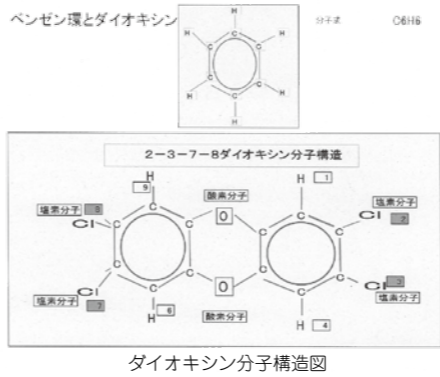 ベンゼン環とダイオキシン
分子式 C6H6
H
H C H
C C
C C
H C H
H
2-3-7-8ダイオキシン分子構造
H 9
H 1
塩素分子 8
酸素分子
塩素分子
Cl C C O C C Cl 2
C C C C
C C C C
Cl C C O C C Cl 3
塩素分子 7
酸素分子
塩素分子
H 6
H 4
ダイオキシン分子構造図